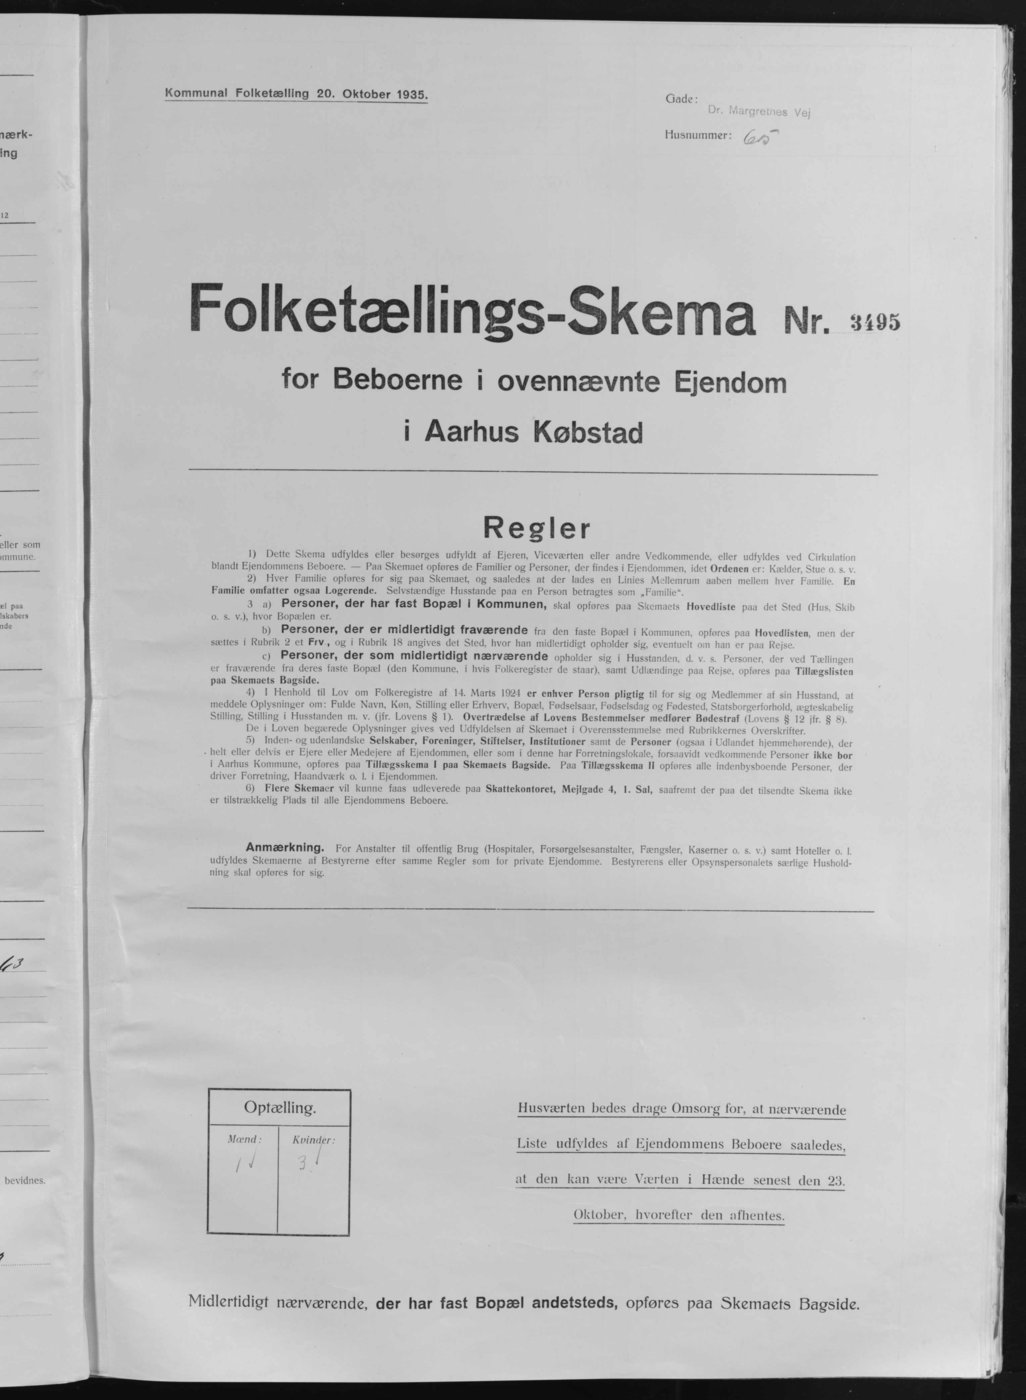 Kommunal Folketælling 20. Oktober 1935.
Gade:
Dr. Margrethes Vej
Husnummer: 65
Folketællings-Skema Nr. 3495
for Beboerne i ovennævnte Ejendom
i Aarhus Købstad
Regler
1) Dette Skema udfyldes eller besørges udfyldt af Ejeren, Viceværten eller andre Vedkommende, eller udfyldes ved Cirkulation
blandt Ejendommens Beboere. — Paa Skemaet opføres de Familier og Personer, der findes i Ejendommen, idet Ordenen er: Kælder, Stue o. s. v.
2) Hver Familie opføres for sig paa Skemaet, og saaledes at der lades en Linies Mellemrum aaben mellem hver Familie. En
Familie omfatter ogsaa Logerende. Selvstændige Husstande paa en Person betragtes som „Familie“.
3 a) Personer, der har fast Bopæl i Kommunen, skal opføres paa Skemaets Hovedliste paa det Sted (Hus, Skib
o. s. v.), hvor Bopælen er.
b) Personer, der er midlertidigt fraværende fra den faste Bopæl i Kommunen, opføres paa Hovedlisten, men der
sættes i Rubrik 2 et Frv., og i Rubrik 18 angives det Sted, hvor han midlertidigt opholder sig, eventuelt om han er paa Rejse.
c) Personer, der som midlertidigt nærværende opholder sig i Husstanden, d. v. s. Personer, der ved Tællingen
er fraværende fra deres faste Bopæl (den Kommune, i hvis Folkeregister de staar), samt Udlændinge paa Rejse, opføres paa Tillægslisten
paa Skemaets Bagside.
4) I Henhold til Lov om Folkeregistre af 14. Marts 1924 er enhver Person pligtig til for sig og Medlemmer af sin Husstand, at
meddele Oplysninger om: Fulde Navn, Køn, Stilling eller Erhverv, Bopæl, Fødselsaar, Fødselsdag og Fødested, Statsborgerforhold, ægteskabelig
Stilling, Stilling i Husstanden m. v. (jfr. Lovens § 1). Overtrædelse af Lovens Bestemmelser medfører Bødestraf (Lovens § 12 jfr. § 8).
De i Loven begærede Oplysninger gives ved Udfyldelsen af Skemaet i Overensstemmelse med Rubrikkernes Overskrifter.
5) Inden- og udenlandske Selskaber, Foreninger, Stiftelser, Institutioner samt de Personer (ogsaa i Udlandet hjemmehørende), der
helt eller delvis er Ejere eller Medejere af Ejendommen, eller som i denne har Forretningslokale, forsaavidt vedkommende Personer ikke bor
i Aarhus Kommune, opføres paa Tillægsskema I paa Skemaets Bagside. Paa Tillægsskema II opføres alle indenbysboende Personer, der
driver Forretning, Haandværk o. l. i Ejendommen.
6) Flere Skemaer vil kunne faas udleverede paa Skattekontoret, Mejlgade 4, 1. Sal, saafremt der paa det tilsendte Skema ikke
er tilstrækkelig Plads til alle Ejendommens Beboere.
Anmærkning. For Anstalter til offentlig Brug (Hospitaler, Forsørgelsesanstalter, Fængsler, Kaserner o. s. v.) samt Hoteller o. l.
udfyldes Skemaerne af Bestyrerne efter samme Regler som for private Ejendomme. Bestyrerens eller Opsynspersonalets særlige Hushold-
ning skal opføres for sig.
Optælling.
Mænd: Kvinder:
1 3
Husværten bedes drage Omsorg for, at nærværende
Liste udfyldes af Ejendommens Beboere saaledes,
at den kan være Værten i Hænde senest den 23.
Oktober, hvorefter den afhentes.
Midlertidigt nærværende, der har fast Bopæl andetsteds, opføres paa Skemaets Bagside.